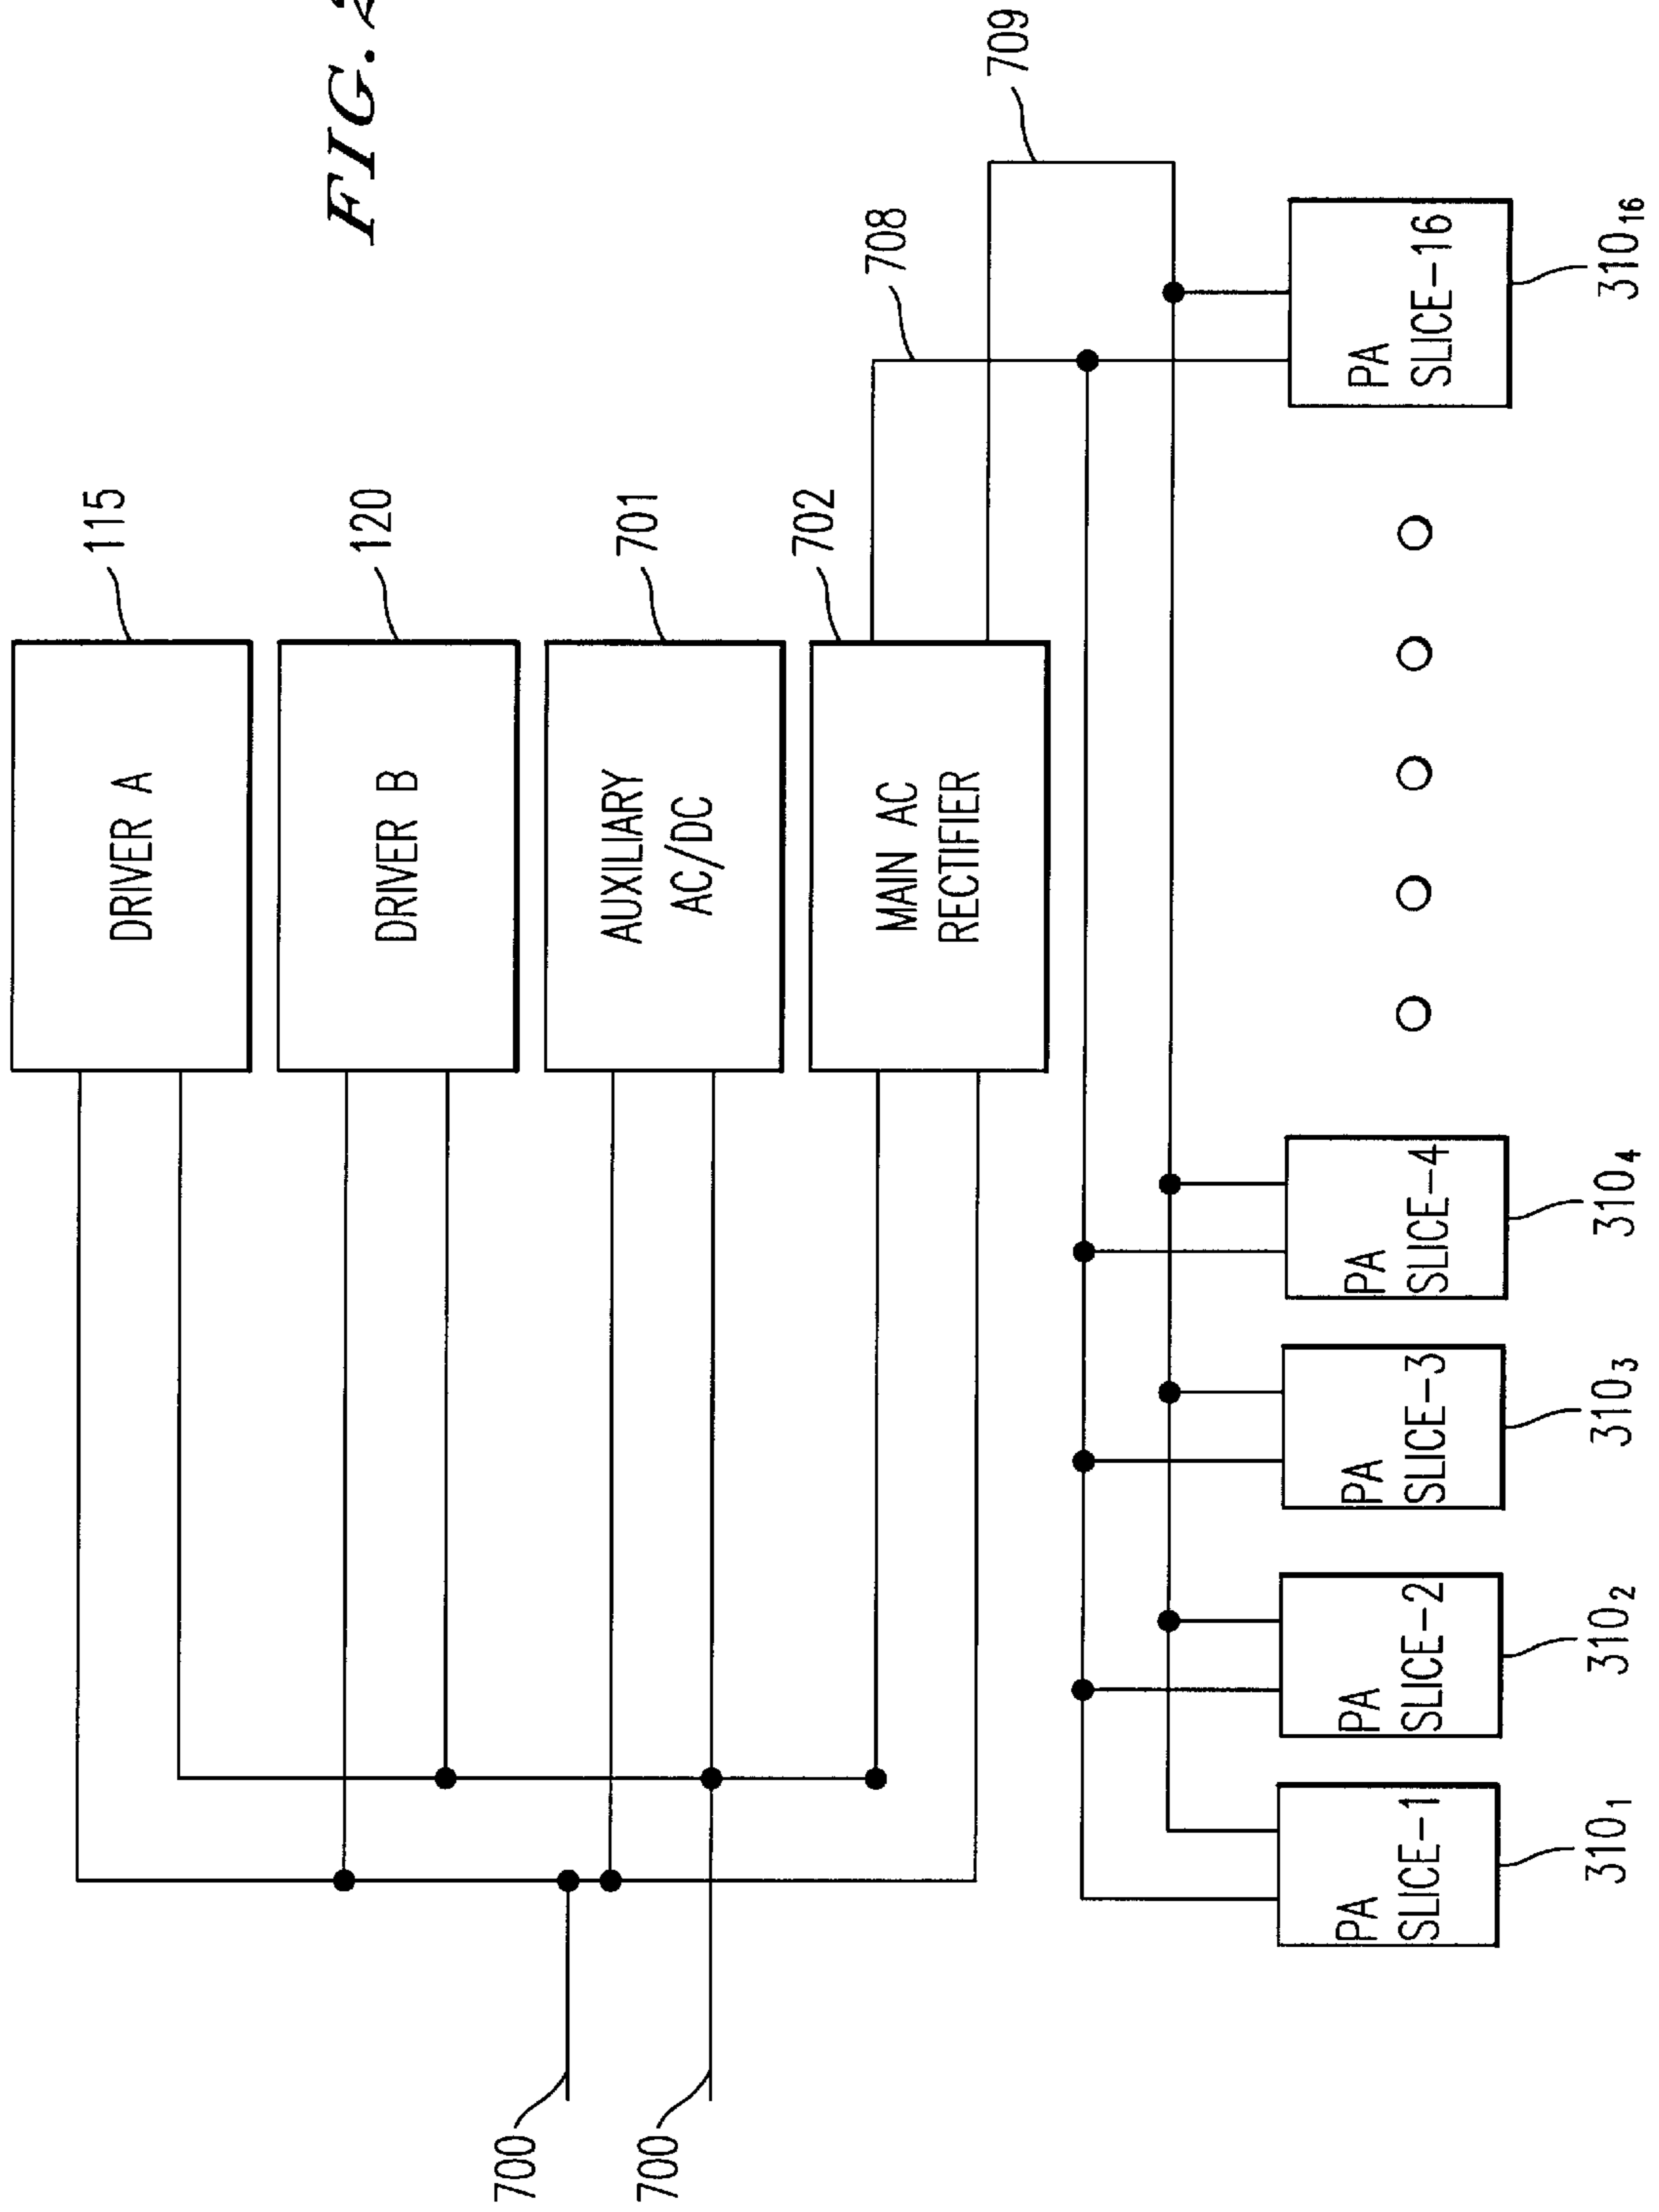 115
DRIVER A
FIG.
120
DRIVER B
700
701
AUXILIARY
AC/DC
700
702
MAIN AC
RECTIFIER
708
709
PA
SLICE-1
310₁
PA
SLICE-2
310₂
PA
SLICE-3
310₃
PA
SLICE-4
310₄
PA
SLICE-16
310₁₆